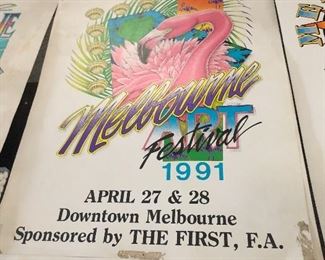 Melbourne
ART
Festival
1991
APRIL 27 & 28
Downtown Melbourne
Sponsored by THE FIRST, F.A.